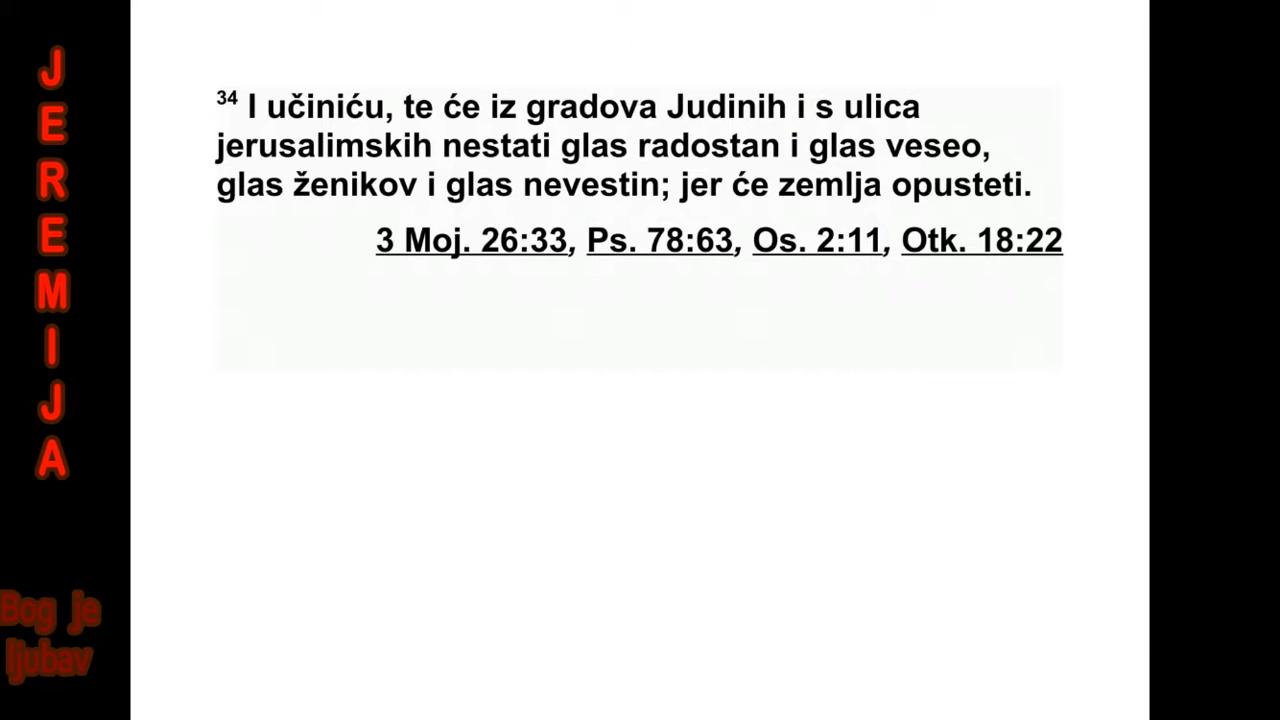 JEREMIJA
Bog je
ljubav
34 I učiniću, te će iz gradova Judinih i s ulica
jerusalimskih nestati glas radostan i glas veseo,
glas ženikov i glas nevestin; jer će zemlja opusteti.
3 Moj. 26:33, Ps. 78:63, Os. 2:11, Otk. 18:22